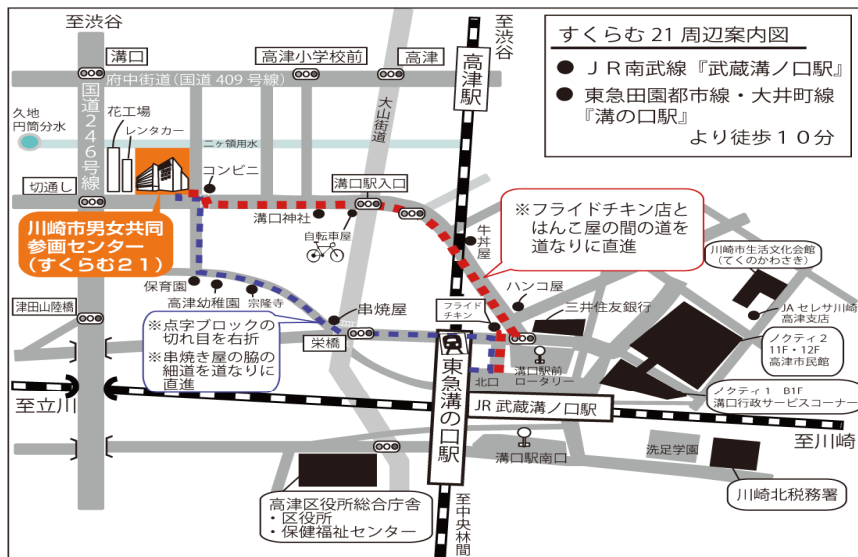 至渋谷
溝口
高津小学校前
高津
至渋谷
高津駅
府中街道(国道 409 号線)
国道246号線
大山街道
すくらむ 21 周辺案内図
● ＪＲ南武線『武蔵溝ノ口駅』
● 東急田園都市線・大井町線
『溝の口駅』
より徒歩１０分
久地
円筒分水
花工場
レンタカー
二ヶ領用水
コンビニ
切通し
溝口神社
溝口駅入口
自転車屋
牛丼屋
※フライドチキン店と
はんこ屋の間の道を
道なりに直進
川崎市男女共同
参画センター
(すくらむ２１)
川崎市生活文化会館
(てくのかわさき)
保育園
高津幼稚園
宗隆寺
串焼屋
フライド
チキン
ハンコ屋
三井住友銀行
JA セレサ川崎
高津支店
津田山陸橋
※点字ブロックの
切れ目を右折
※串焼き屋の脇の
細道を道なりに
直進
栄橋
東急溝の口駅
北口
溝口駅前
ロータリー
ノクティ２
11F・12F
高津市民館
ノクティ１ B1F
溝口行政サービスコーナー
至立川
JR 武蔵溝ノ口駅
至川崎
溝口駅南口
洗足学園
川崎北税務署
高津区役所総合庁舎
・区役所
・保健福祉センター
至中央林間